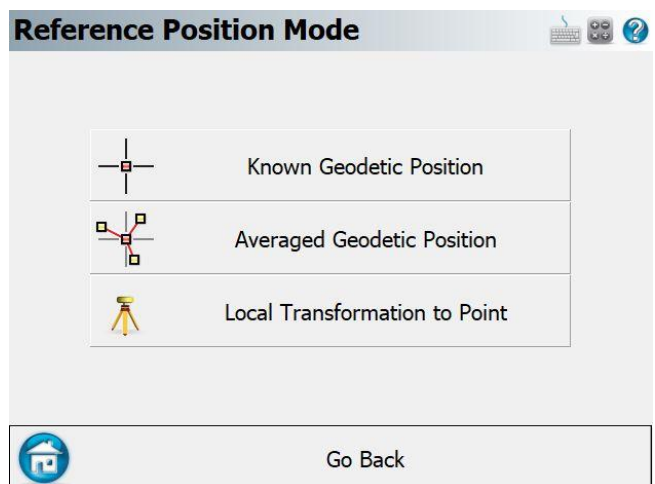 Reference Position Mode
Known Geodetic Position
Averaged Geodetic Position
Local Transformation to Point
Go Back